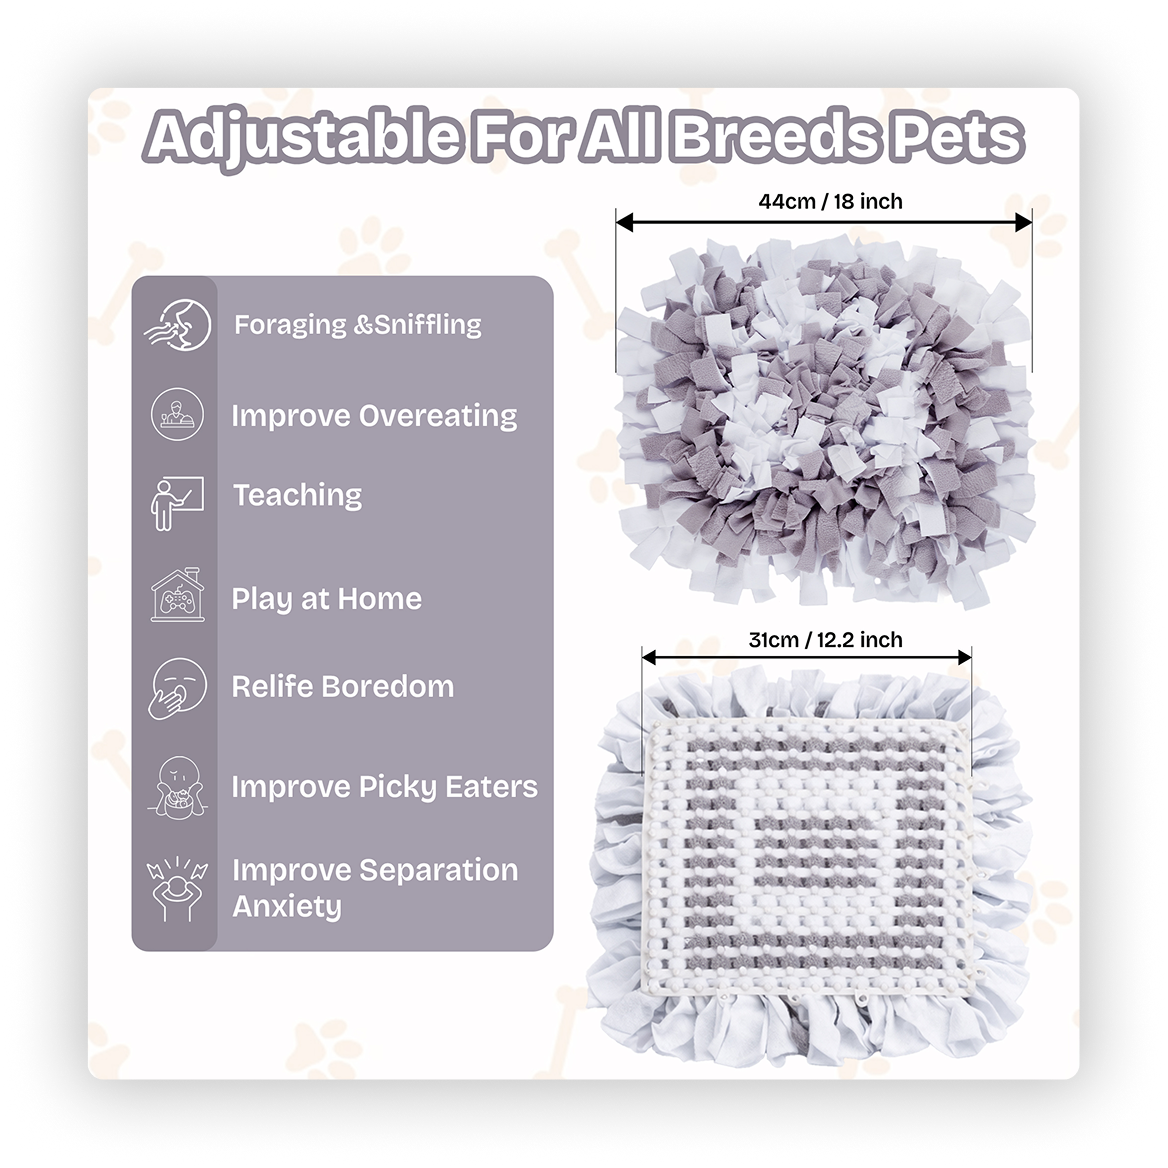 Adjustable For All Breeds Pets
44cm / 18 inch
Foraging &Sniffling
Improve Overeating
Teaching
Play at Home
Relife Boredom
Improve Picky Eaters
Improve Separation
Anxiety
31cm / 12.2 inch